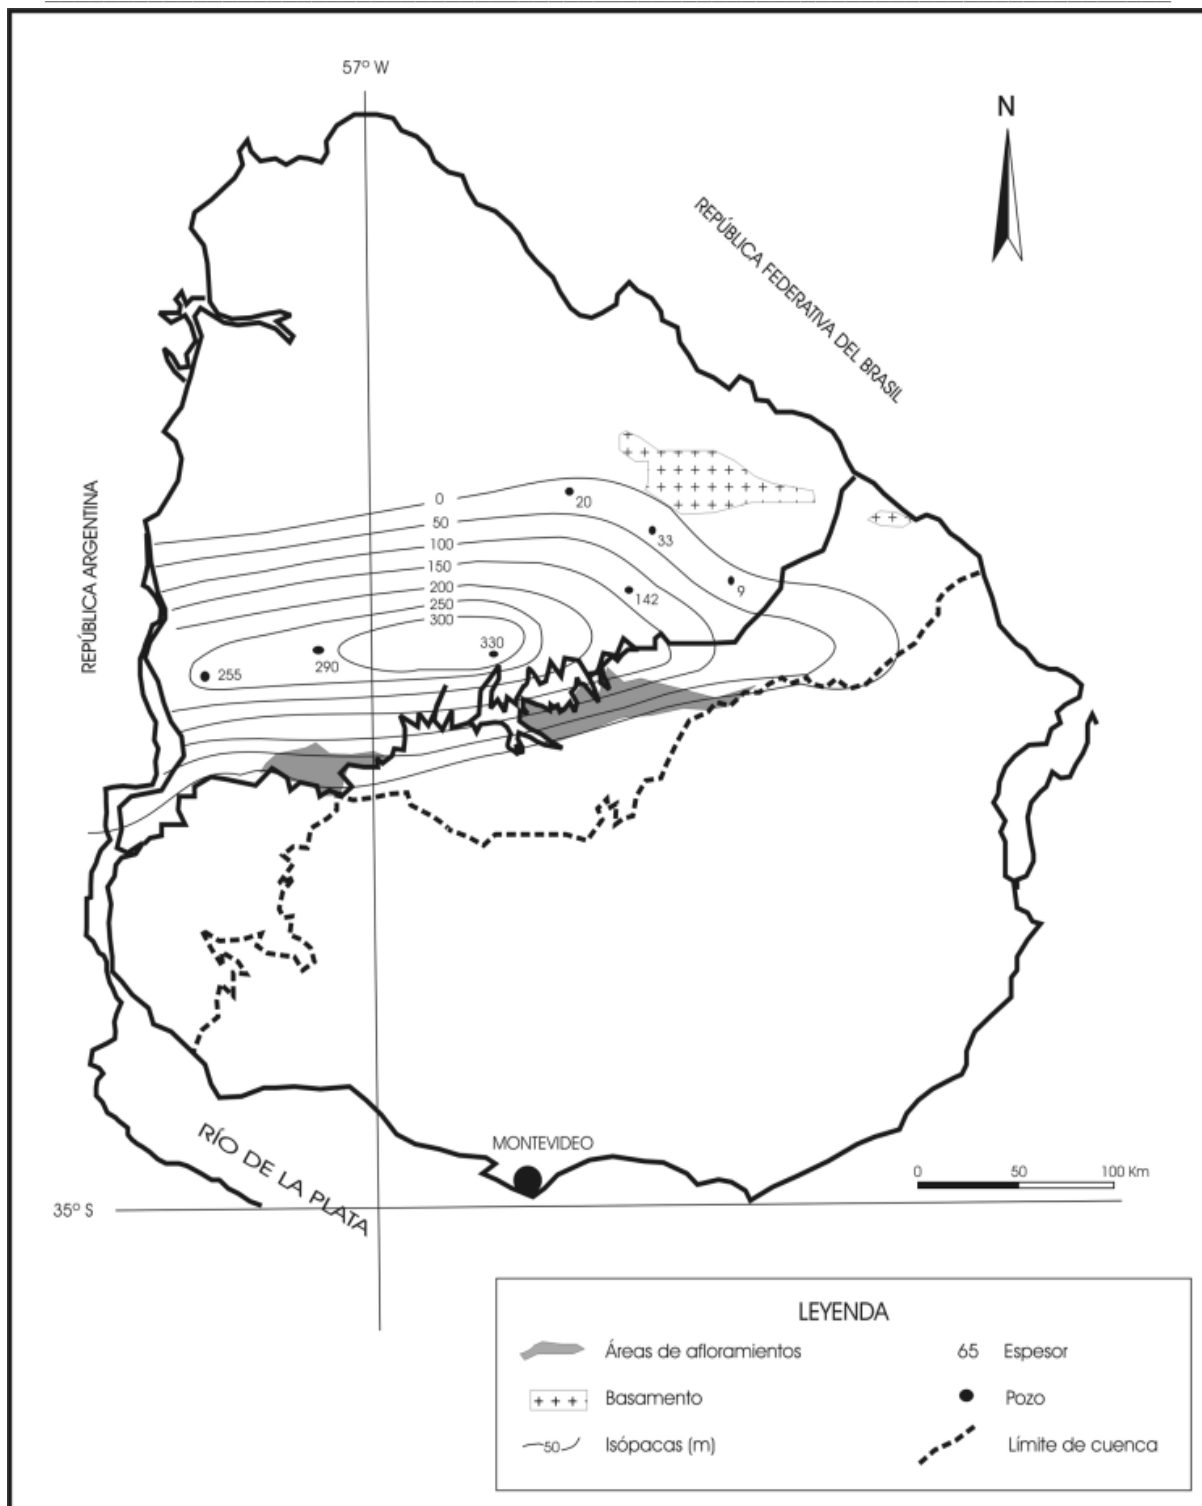 57º W
N
REPÚBLICA FEDERATIVA DEL BRASIL
REPÚBLICA ARGENTINA
0
50
100
150
200
250
300
20
33
9
142
330
290
255
RÍO DE LA PLATA
MONTEVIDEO
0 50 100 Km
35º S
LEYENDA
Áreas de afloramientos
65 Espesor
Basamento
Pozo
50 Isópacas (m)
Límite de cuenca